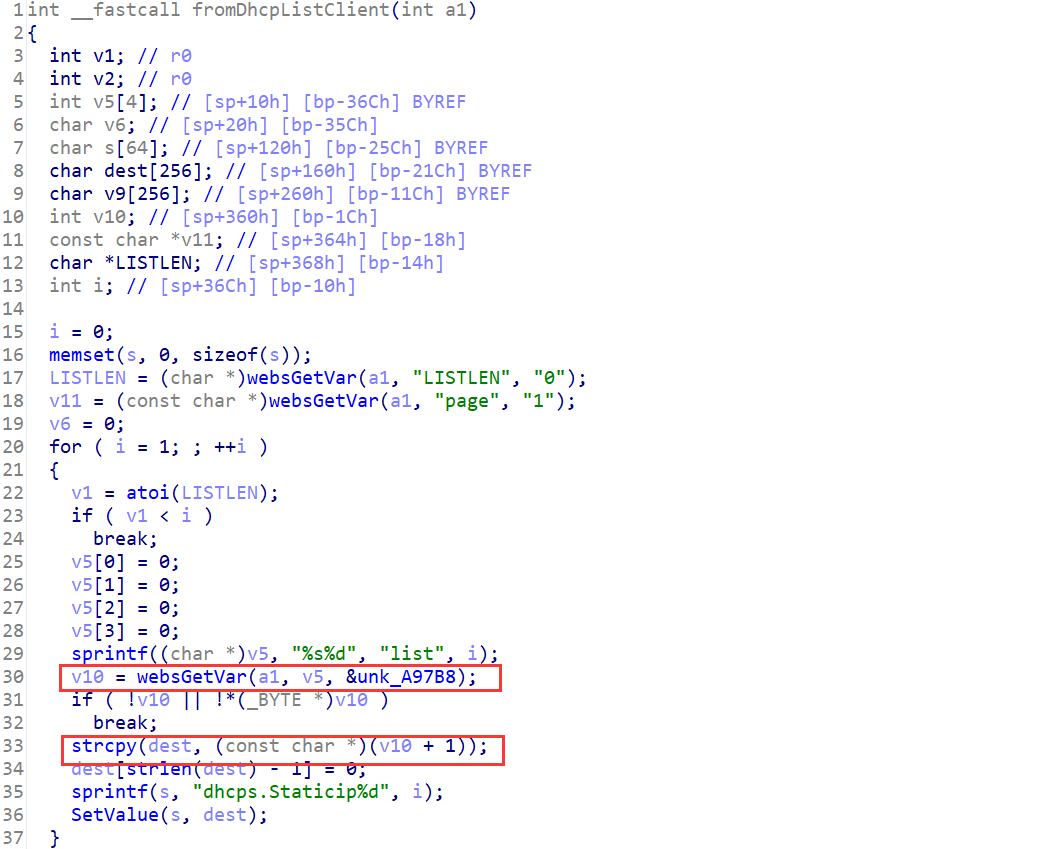 1 int __fastcall fromDhcpListClient(int a1)
2 {
3   int v1; // r0
4   int v2; // r0
5   int v5[4]; // [sp+10h] [bp-36Ch] BYREF
6   char v6; // [sp+20h] [bp-35Ch]
7   char s[64]; // [sp+120h] [bp-25Ch] BYREF
8   char dest[256]; // [sp+160h] [bp-21Ch] BYREF
9   char v9[256]; // [sp+260h] [bp-11Ch] BYREF
10   int v10; // [sp+360h] [bp-1Ch]
11   const char *v11; // [sp+364h] [bp-18h]
12   char *LISTLEN; // [sp+368h] [bp-14h]
13   int i; // [sp+36Ch] [bp-10h]
14
15   i = 0;
16   memset(s, 0, sizeof(s));
17   LISTLEN = (char *)websGetVar(a1, "LISTLEN", "0");
18   v11 = (const char *)websGetVar(a1, "page", "1");
19   v6 = 0;
20   for ( i = 1; ; ++i )
21   {
22     v1 = atoi(LISTLEN);
23     if ( v1 < i )
24       break;
25     v5[0] = 0;
26     v5[1] = 0;
27     v5[2] = 0;
28     v5[3] = 0;
29     sprintf((char *)v5, "%s%d", "list", i);
30     v10 = websGetVar(a1, v5, &unk_A97B8);
31     if ( !v10 || !*(_BYTE *)v10 )
32       break;
33     strcpy(dest, (const char *)(v10 + 1));
34     dest[strlen(dest) - 1] = 0;
35     sprintf(s, "dhcps.Staticip%d", i);
36     SetValue(s, dest);
37   }